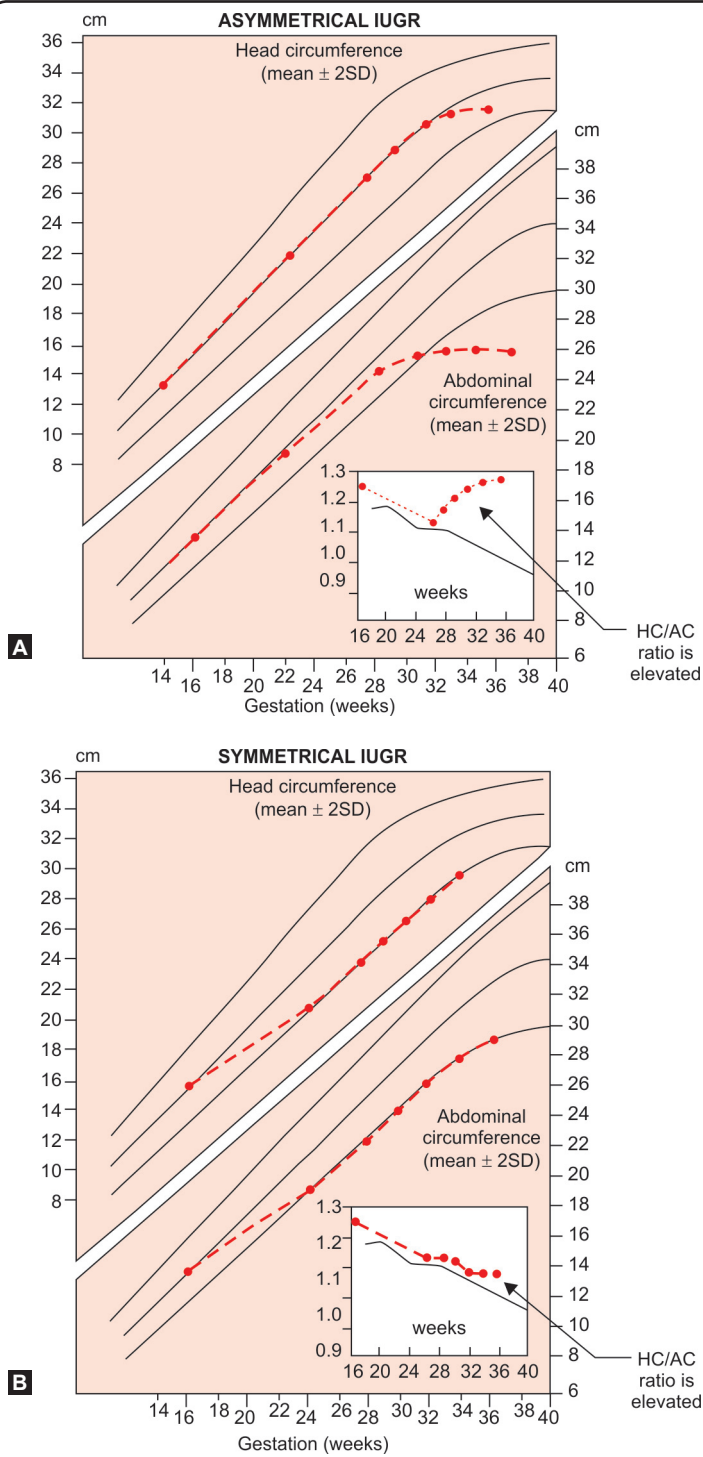 ASYMMETRICAL IUGR
cm
Head circumference
(mean ± 2SD)
36
34
32
30
28
26
24
22
20
18
16
14
12
10
8
cm
38
36
34
32
30
28
26
24
22
20
18
16
14
12
10
8
6
Abdominal
circumference
(mean ± 2SD)
1.3
1.2
1.1
1.0
0.9
weeks
16 20 24 28 32 36 40
HC/AC
ratio is
elevated
A
14 16 18 20 22 24 26 28 30 32 34 36 38 40
Gestation (weeks)
SYMMETRICAL IUGR
cm
Head circumference
(mean ± 2SD)
36
34
32
30
28
26
24
22
20
18
16
14
12
10
8
cm
38
36
34
32
30
28
26
24
22
20
18
16
14
12
10
8
6
Abdominal
circumference
(mean ± 2SD)
1.3
1.2
1.1
1.0
0.9
weeks
16 20 24 28 32 36 40
HC/AC
ratio is
elevated
B
14 16 18 20 22 24 26 28 30 32 34 36 38 40
Gestation (weeks)